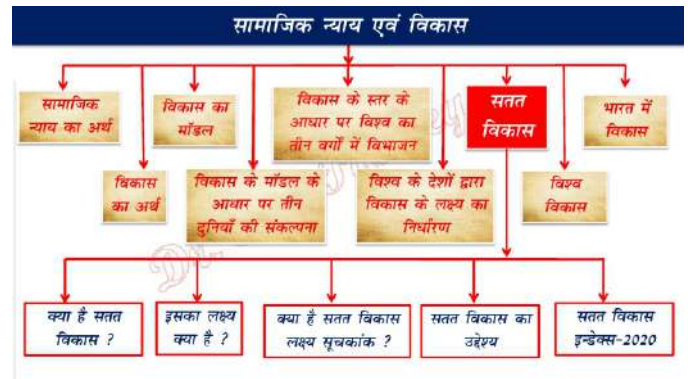 सामाजिक न्याय एवं विकास
सामाजिक
न्याय का अर्थ
विकास का
मॉडल
विकास के स्तर के
आधार पर विश्व का
तीन वर्गों में विभाजन
सतत
विकास
भारत में
विकास
विकास
का अर्थ
विकास के मॉडल के
आधार पर तीन
दुनियाँ की संकल्पना
विश्व के देशों द्वारा
विकास के लक्ष्य का
निर्धारण
विश्व
विकास
क्या है सतत
विकास ?
इसका लक्ष्य
क्या है ?
क्या है सतत विकास
लक्ष्य सूचकांक ?
सतत विकास का
उद्देश्य
सतत विकास
इन्डेक्स-2020